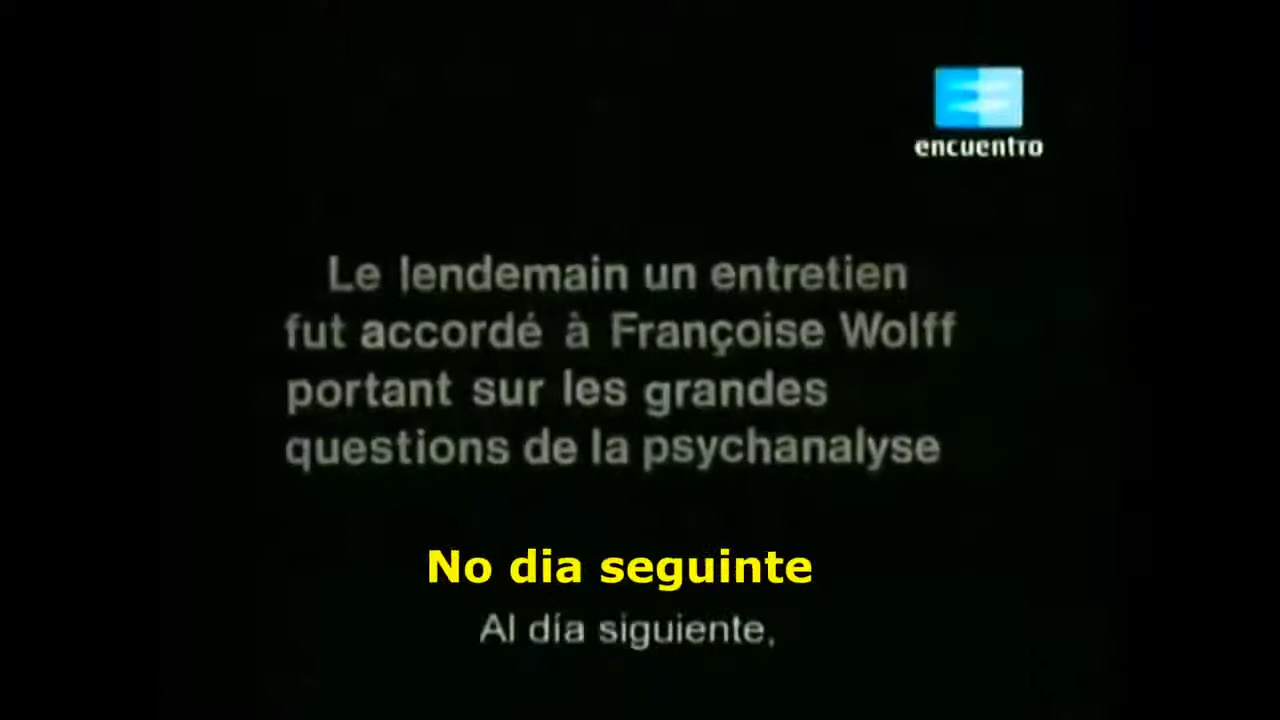 encuentro
Le lendemain un entretien
fut accordé à Françoise Wolff
portant sur les grandes
questions de la psychanalyse
No dia seguinte
Al día siguiente,